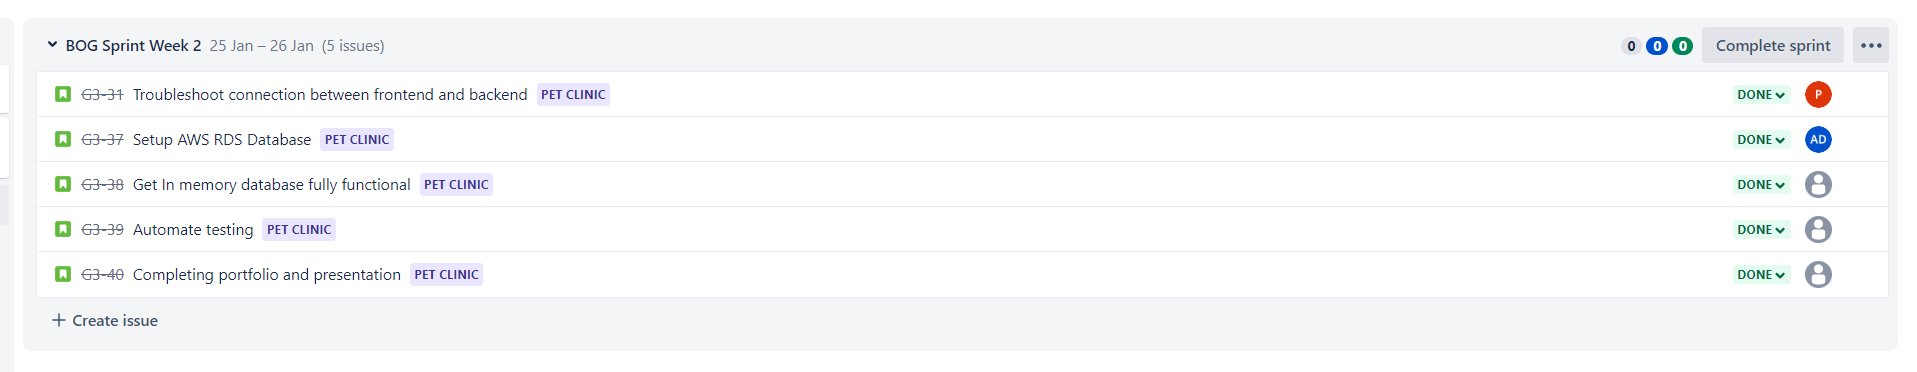 BOG Sprint Week 2 25 Jan – 26 Jan (5 issues) 0 0 0 Complete sprint
G3-31 Troubleshoot connection between frontend and backend PET CLINIC DONE P
G3-37 Setup AWS RDS Database PET CLINIC DONE AD
G3-38 Get In memory database fully functional PET CLINIC DONE
G3-39 Automate testing PET CLINIC DONE
G3-40 Completing portfolio and presentation PET CLINIC DONE
+ Create issue